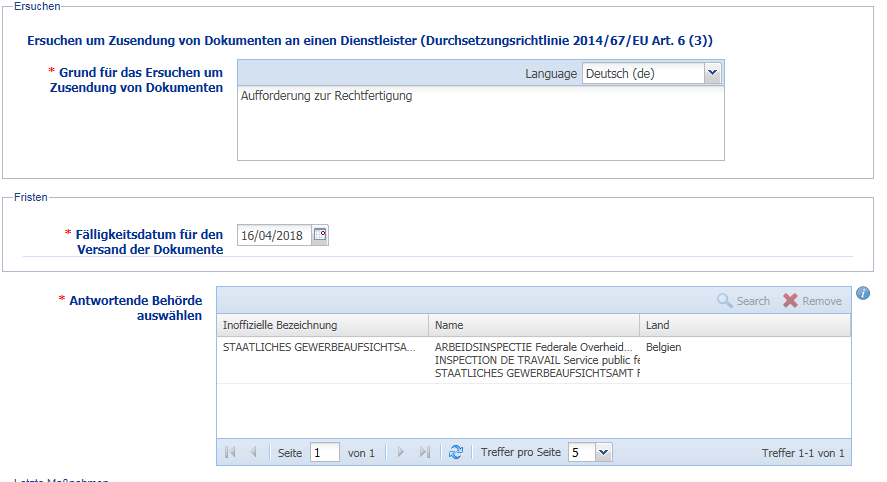 Ersuchen
Ersuchen um Zusendung von Dokumenten an einen Dienstleister (Durchsetzungsrichtlinie 2014/67/EU Art. 6 (3))
* Grund für das Ersuchen um
Zusendung von Dokumenten
Language Deutsch (de)
Aufforderung zur Rechtfertigung
Fristen
* Fälligkeitsdatum für den
Versand der Dokumente
16/04/2018
* Antwortende Behörde
auswählen
Search Remove
Inoffizielle Bezeichnung Name Land
STAATLICHES GEWERBEAUFSICHTSA... ARBEIDSINSPECTIE Federale Overheid... Belgien
INSPECTION DE TRAVAIL Service public fe
STAATLICHES GEWERBEAUFSICHTSAMT F
Seite 1 von 1 Treffer pro Seite 5 Treffer 1-1 von 1